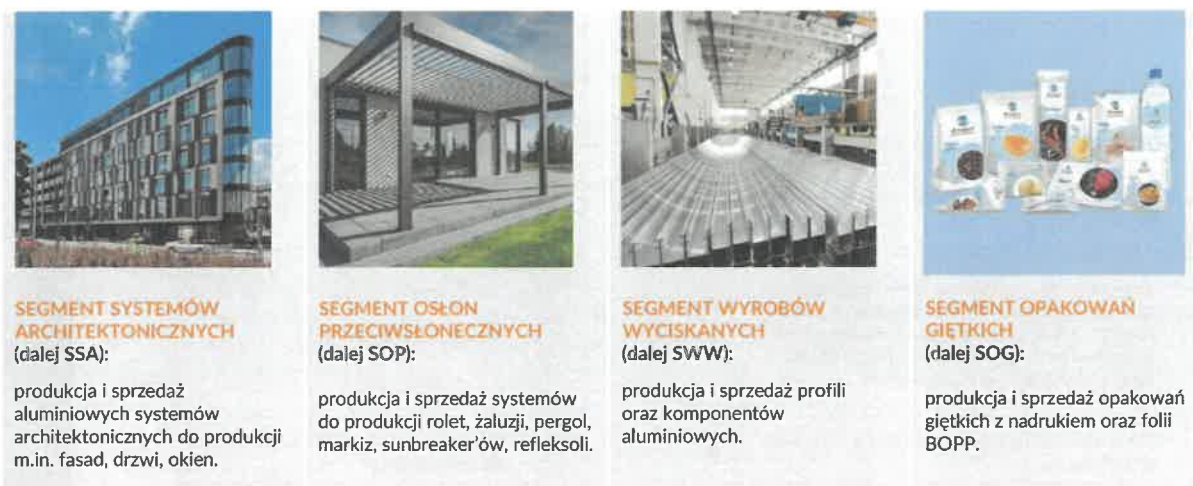 SEGMENT SYSTEMÓW
ARCHITEKTONICZNYCH
(dalej SSA):
produkcja i sprzedaż
aluminiowych systemów
architektonicznych do produkcji
m.in. fasad, drzwi, okien.
SEGMENT OSŁON
PRZECIWSŁONECZNYCH
(dalej SOP):
produkcja i sprzedaż systemów
do produkcji rolet, żaluzji, pergol,
markiz, sunbreaker'ów, refleksoli.
SEGMENT WYROBÓW
WYCISKANYCH
(dalej SWW):
produkcja i sprzedaż profili
oraz komponentów
aluminiowych.
SEGMENT OPAKOWAŃ
GIĘTKICH
(dalej SOG):
produkcja i sprzedaż opakowań
giętkich z nadrukiem oraz folii
BOPP.